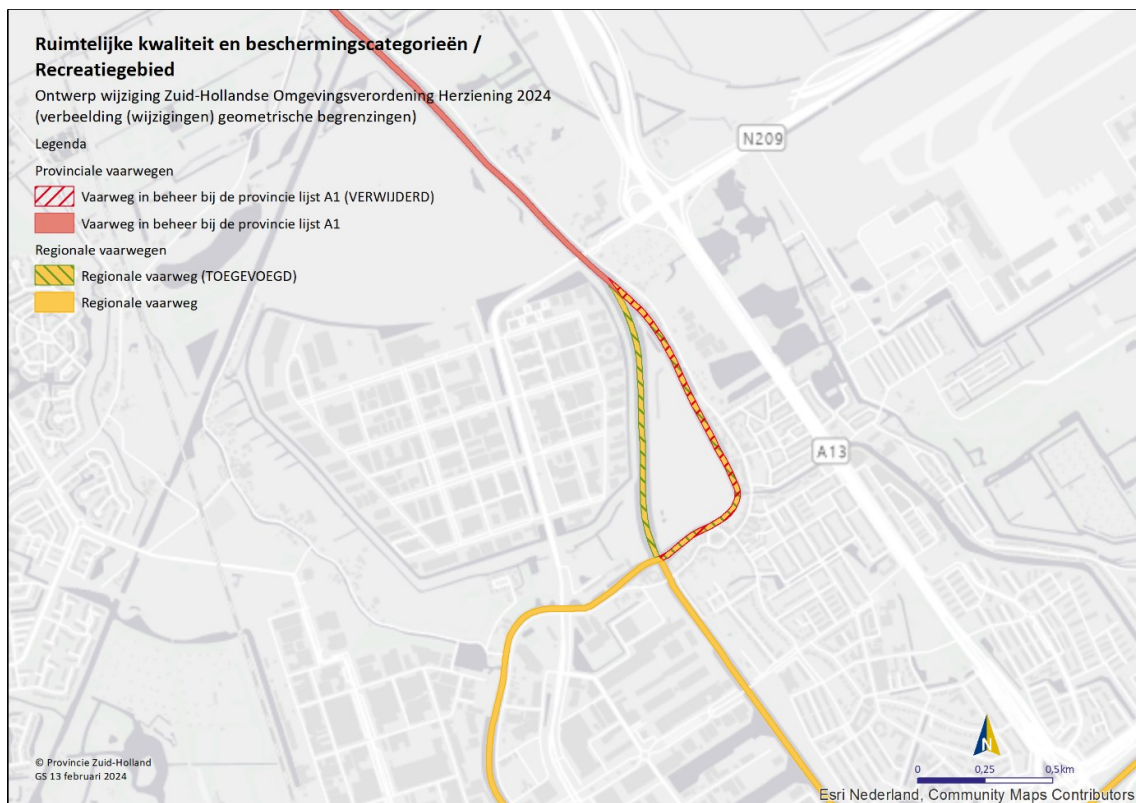 Ruimtelijke kwaliteit en beschermingscategorieën /
Recreatiegebied
Ontwerp wijziging Zuid-Hollandse Omgevingsverordening Herziening 2024
(verbeelding (wijzigingen) geometrische begrenzingen)
Legenda
Provinciale vaarwegen
Vaarweg in beheer bij de provincie lijst A1 (VERWIJDERD)
Vaarweg in beheer bij de provincie lijst A1
Regionale vaarwegen
Regionale vaarweg (TOEGEVOEGD)
Regionale vaarweg
N209
A13
N
0 0,25 0,5km
© Provincie Zuid-Holland
GS 13 februari 2024
Esri Nederland, Community Maps Contributors